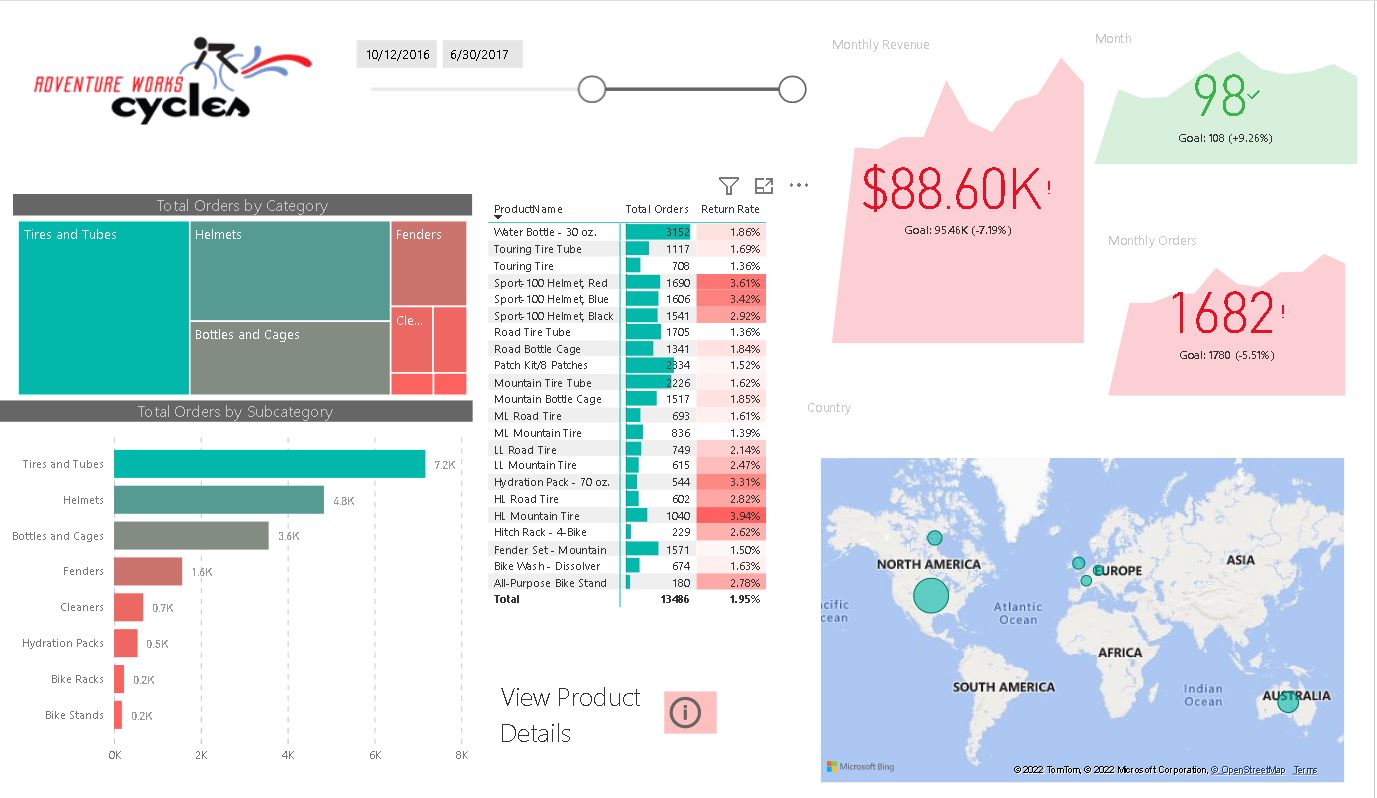 ADVENTURE WORKS
cycles
10/12/2016 6/30/2017
Monthly Revenue
$88.60K!
Goal: 95.46K (-7.19%)
Month
98
Goal: 108 (+9.26%)
Monthly Orders
1682!
Goal: 1780 (-5.51%)
Total Orders by Category
Tires and Tubes
Helmets
Fenders
Bottles and Cages
Cle...
Total Orders by Subcategory
Tires and Tubes 7.2K
Helmets 4.8K
Bottles and Cages 3.6K
Fenders 1.6K
Cleaners 0.7K
Hydration Packs 0.5K
Bike Racks 0.2K
Bike Stands 0.2K
0K 2K 4K 6K 8K
ProductName Total Orders Return Rate
Water Bottle - 30 oz. 3152 1.86%
Touring Tire Tube 1117 1.69%
Touring Tire 708 1.36%
Sport-100 Helmet, Red 1690 3.61%
Sport-100 Helmet, Blue 1606 3.42%
Sport-100 Helmet, Black 1541 2.92%
Road Tire Tube 1705 1.36%
Road Bottle Cage 1341 1.84%
Patch Kit/8 Patches 2334 1.52%
Mountain Tire Tube 2226 1.62%
Mountain Bottle Cage 1517 1.85%
ML Road Tire 693 1.61%
ML Mountain Tire 836 1.39%
LL Road Tire 749 2.14%
LL Mountain Tire 615 2.47%
Hydration Pack - 70 oz. 544 3.31%
HL Road Tire 602 2.82%
HL Mountain Tire 1040 3.94%
Hitch Rack - 4-Bike 229 2.62%
Fender Set - Mountain 1571 1.50%
Bike Wash - Dissolver 674 1.63%
All-Purpose Bike Stand 180 2.78%
Total 13486 1.95%
View Product
Details
Country
NORTH AMERICA
EUROPE
ASIA
acific
Ocean
Atlantic
Ocean
AFRICA
SOUTH AMERICA
Indian
Ocean
AUSTRALIA
Microsoft Bing
© 2022 TomTom, © 2022 Microsoft Corporation, © OpenStreetMap Terms